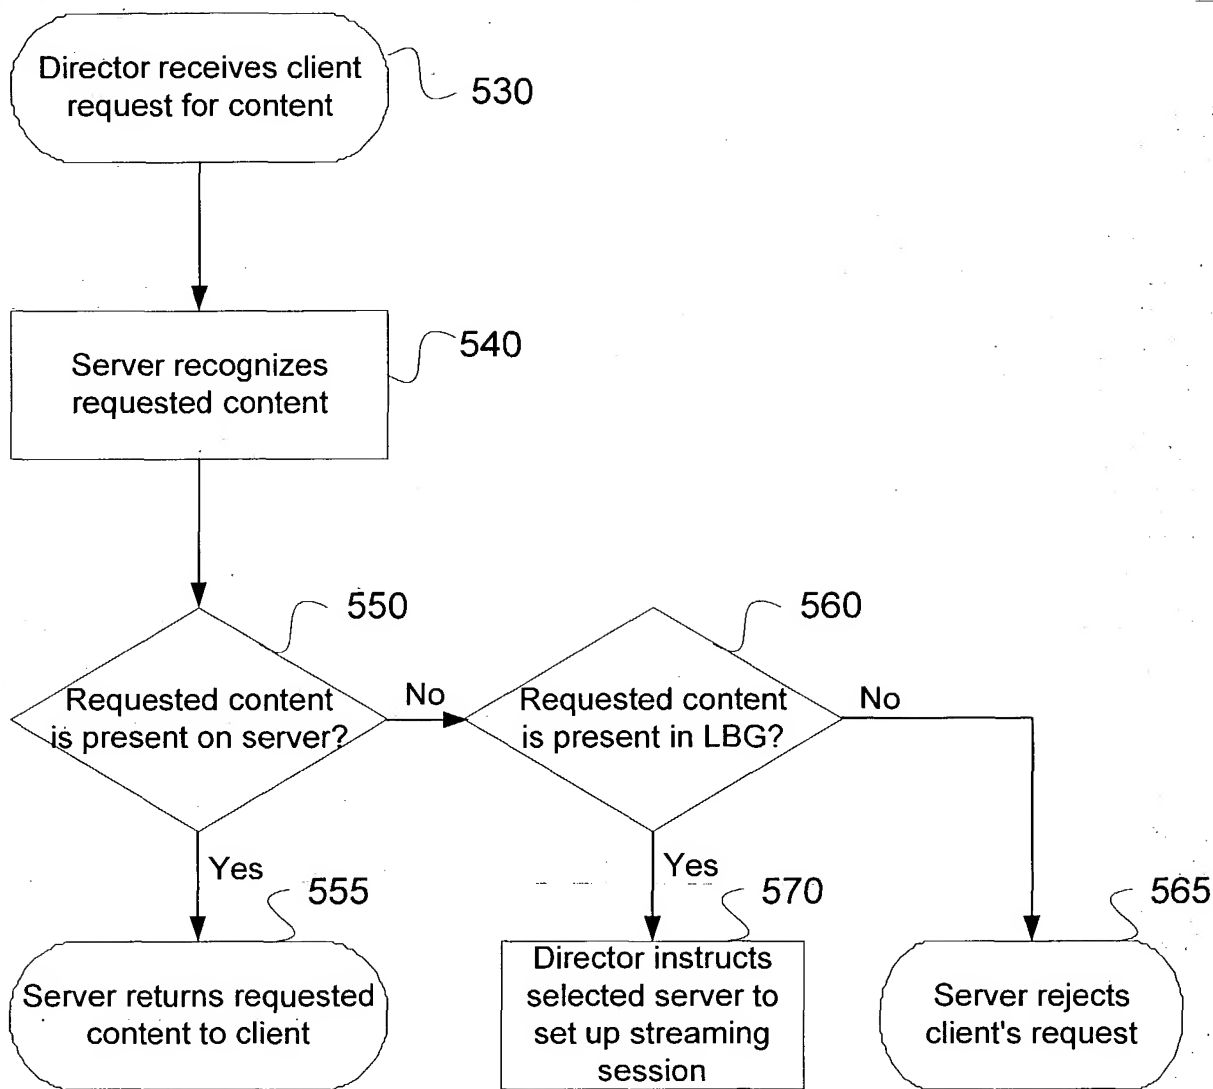 Director receives client
request for content
530
Server recognizes
requested content
540
550
Requested content
is present on server?
No
560
Requested content
is present in LBG?
No
Yes
555
Server returns requested
content to client
Yes
570
Director instructs
selected server to
set up streaming
session
565
Server rejects
client's request